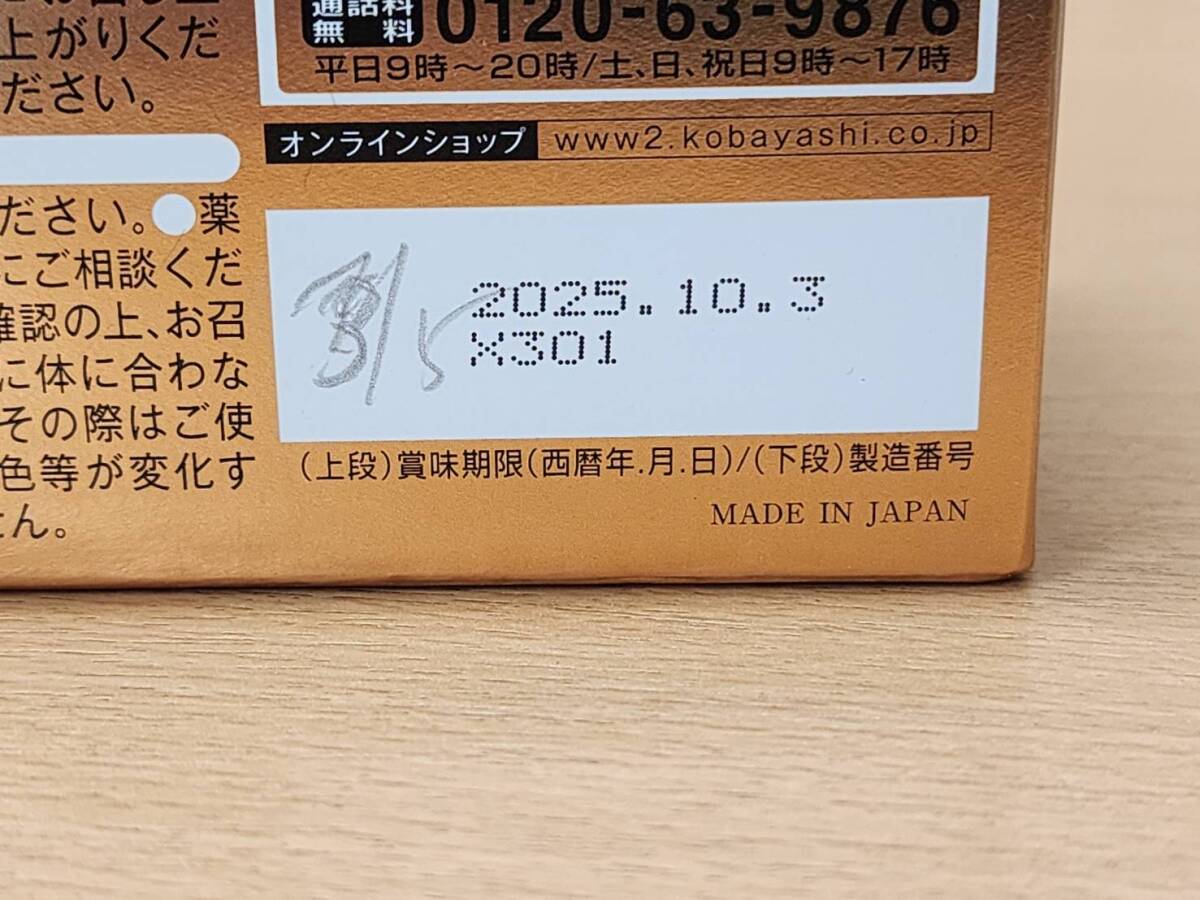 上がりくだ
ださい。
通話料
無料
0120-63-9876
平日9時～20時/土、日、祝日9時～17時
オンラインショップ www2.kobayashi.co.jp
ださい。●薬
にご相談くだ
確認の上、お召
に体に合わな
その際はご使
色等が変化す
せん。
3/5
2025.10.3
X301
(上段)賞味期限(西暦年.月.日)/(下段)製造番号
MADE IN JAPAN